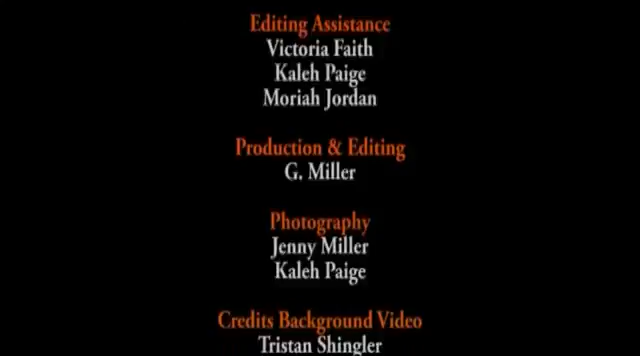 Editing Assistance
Victoria Faith
Kaleh Paige
Moriah Jordan
Production & Editing
G. Miller
Photography
Jenny Miller
Kaleh Paige
Credits Background Video
Tristan Shingler